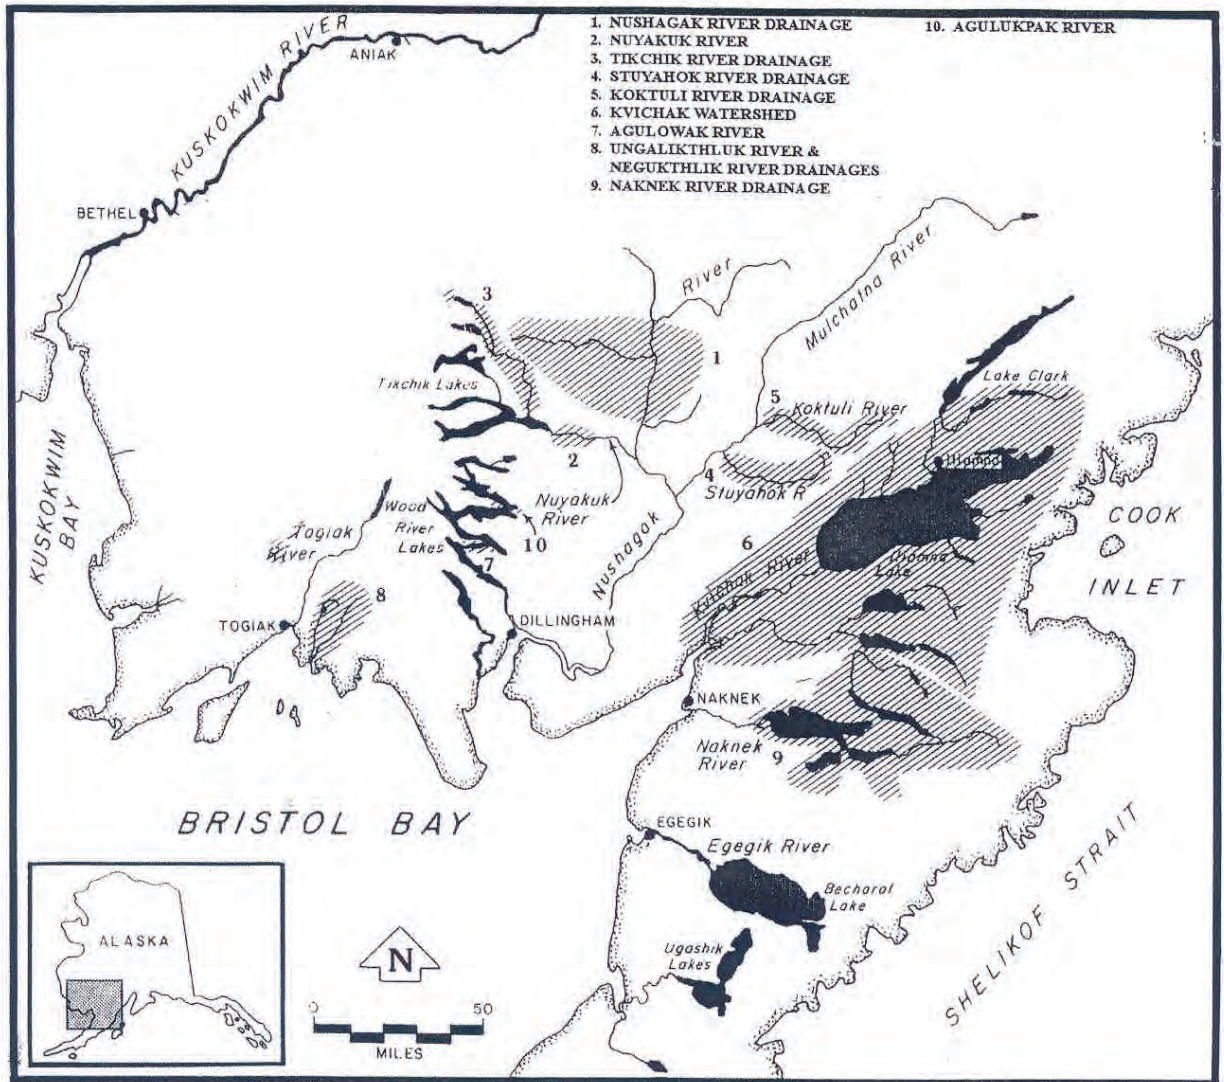 1. NUSHAGAK RIVER DRAINAGE
2. NUYAKUK RIVER
3. TIKCHIK RIVER DRAINAGE
4. STUYAHOK RIVER DRAINAGE
5. KOKTULI RIVER DRAINAGE
6. KVICHAK WATERSHED
7. AGULOWAK RIVER
8. UNGALIKTHLUK RIVER &
NEGUKTHLIK RIVER DRAINAGES
9. NAKNEK RIVER DRAINAGE
10. AGULUKPAK RIVER
KUSKOKWIM RIVER
ANIAK
BETHEL
River
Mulchatna River
3
1
Tikchik Lakes
Lake Clark
5
Koktuli River
2
4
Stuyahok R
Iliamna
KUSKOKWIM
BAY
Nuyakuk
River
Wood
River
Lakes
Togiak
River
10
7
Nushagak
6
Kvichak River
Iliamna
Lake
COOK
INLET
8
TOGIAK
DILLINGHAM
NAKNEK
Naknek
River
9
BRISTOL BAY
EGEGIK
Egegik River
Becharof
Lake
Ugashik
Lakes
SHELIKOF STRAIT
ALASKA
N
0
50
MILES